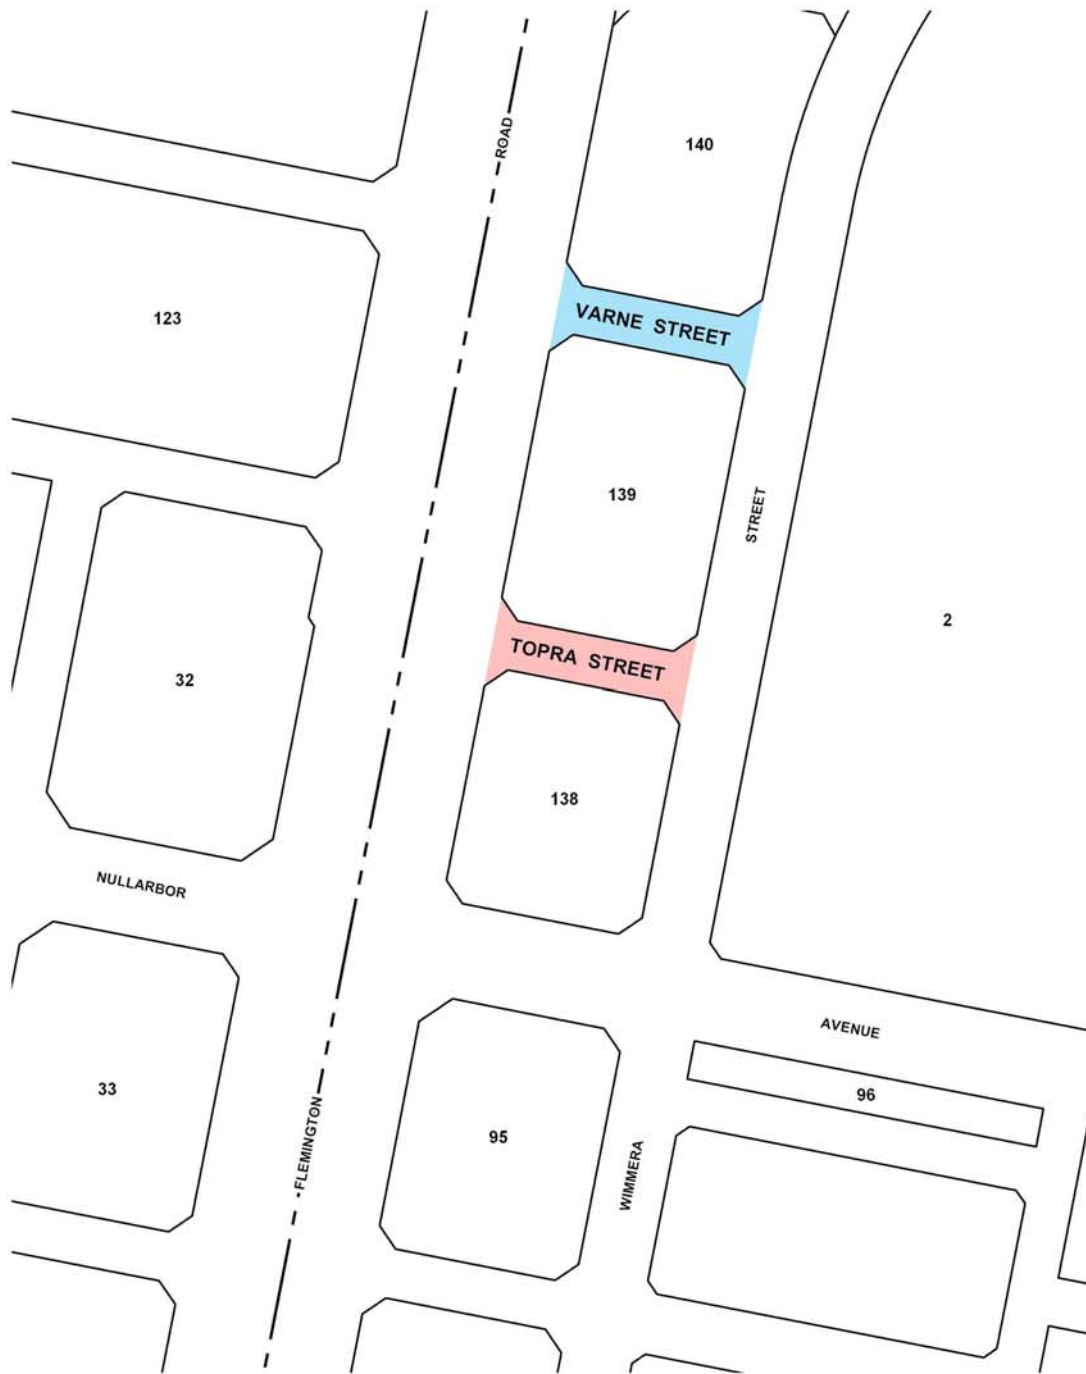 ROAD
140
123
VARNE STREET
139
STREET
2
TOPRA STREET
32
138
NULLARBOR
AVENUE
33
96
FLEMINGTON
95
WIMMERA